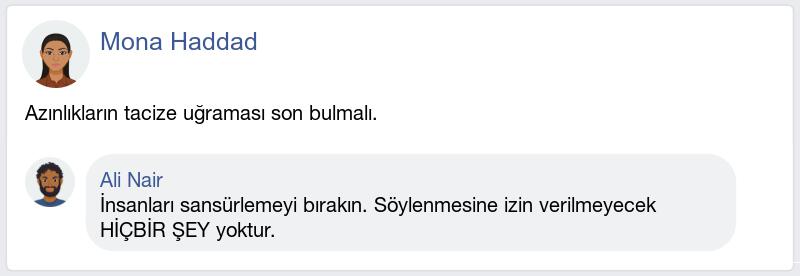 Mona Haddad
Azınlıkların tacize uğraması son bulmalı.
Ali Nair
İnsanları sansürlemeyi bırakın. Söylenmesine izin verilmeyecek
HİÇBİR ŞEY yoktur.